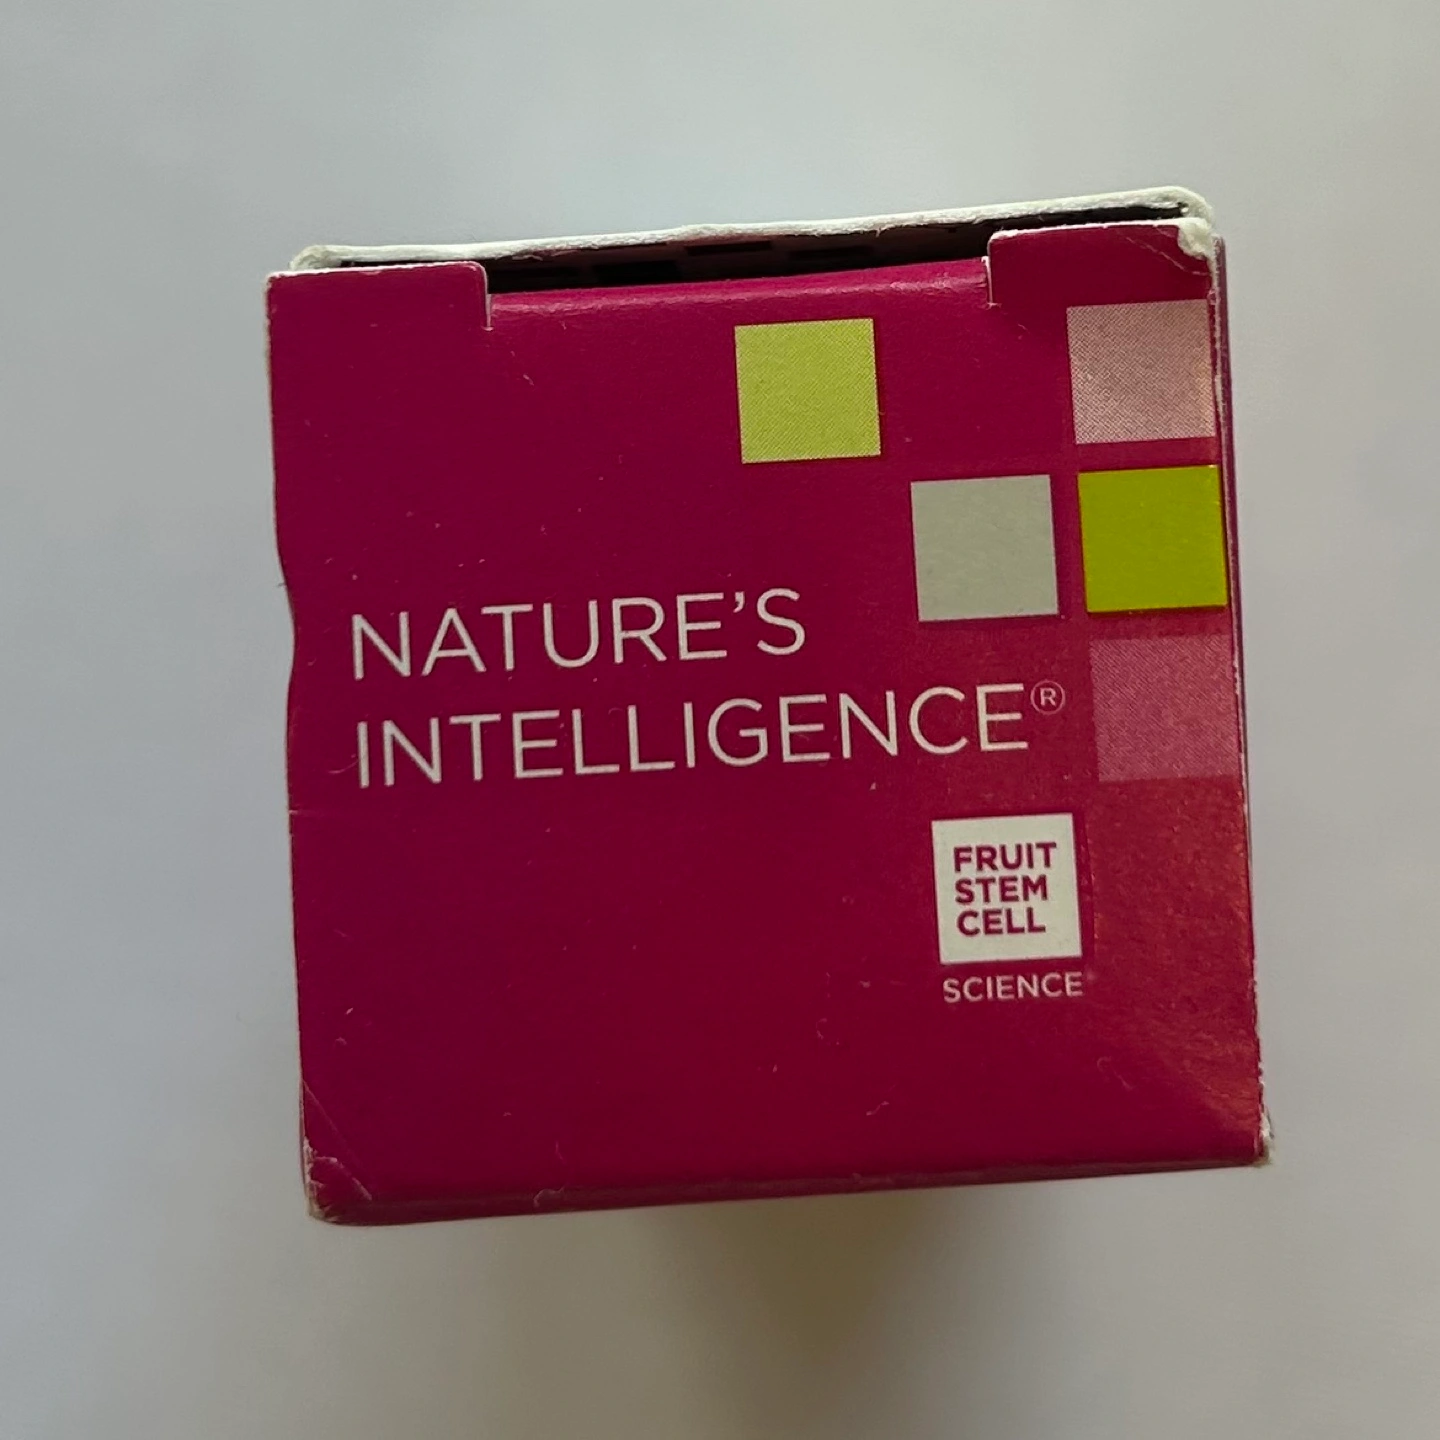 NATURE’S
INTELLIGENCE®
FRUIT
STEM
CELL
SCIENCE